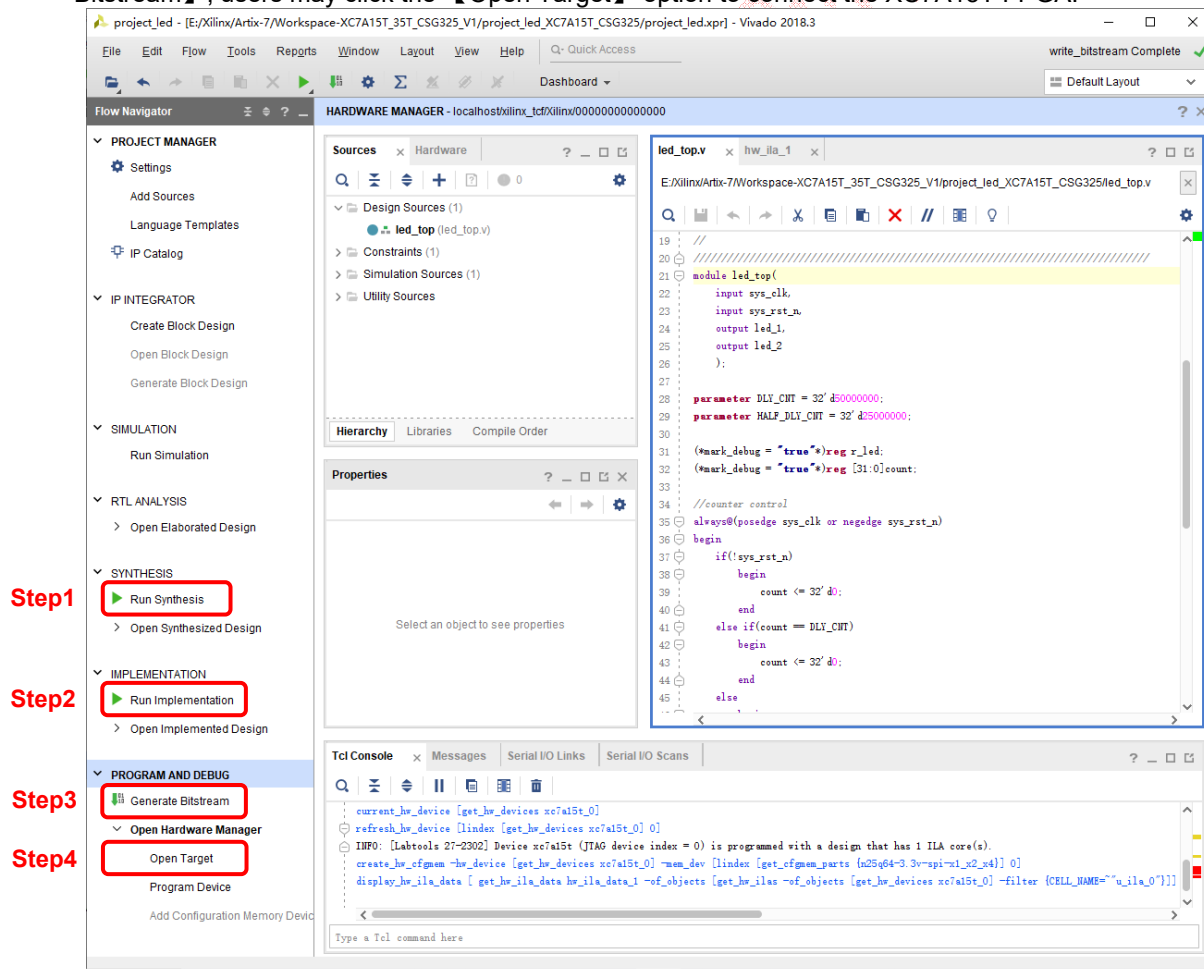 Bitstream】, users may click the 【Open Target】 option to connect the XC7A15T FPGA.
project_led - [E:/Xilinx/Artix-7/Workspace-XC7A15T_35T_CSG325_V1/project_led_XC7A15T_CSG325/project_led.xpr] - Vivado 2018.3
File Edit Flow Tools Reports Window Layout View Help Q- Quick Access
write_bitstream Complete
Dashboard
Default Layout
Flow Navigator
HARDWARE MANAGER - localhost/xilinx_tcf/Xilinx/00000000000000
PROJECT MANAGER
Settings
Add Sources
Language Templates
IP Catalog
IP INTEGRATOR
Create Block Design
Open Block Design
Generate Block Design
SIMULATION
Run Simulation
RTL ANALYSIS
Open Elaborated Design
SYNTHESIS
Step1
Run Synthesis
Open Synthesized Design
IMPLEMENTATION
Step2
Run Implementation
Open Implemented Design
PROGRAM AND DEBUG
Step3
Generate Bitstream
Open Hardware Manager
Step4
Open Target
Program Device
Add Configuration Memory Devic
Sources Hardware
0
Design Sources (1)
led_top (led_top.v)
Constraints (1)
Simulation Sources (1)
Utility Sources
Hierarchy Libraries Compile Order
Properties
Select an object to see properties
led_top.v hw_ila_1
E:/Xilinx/Artix-7/Workspace-XC7A15T_35T_CSG325_V1/project_led_XC7A15T_CSG325/led_top.v
19 //
20 //////////////////////////////////////////////////////////////////////////////////
21 module led_top(
22 input sys_clk,
23 input sys_rst_n,
24 output led_1,
25 output led_2
26 );
27
28 parameter DLY_CNT = 32'd50000000;
29 parameter HALF_DLY_CNT = 32'd25000000;
30
31 (*mark_debug = "true"*)reg r_led;
32 (*mark_debug = "true"*)reg [31:0]count;
33
34 //counter control
35 always@(posedge sys_clk or negedge sys_rst_n)
36 begin
37 if(!sys_rst_n)
38 begin
39 count <= 32'd0;
40 end
41 else if(count == DLY_CNT)
42 begin
43 count <= 32'd0;
44 end
45 else
Tcl Console Messages Serial I/O Links Serial I/O Scans
current_hw_device [get_hw_devices xc7a15t_0]
refresh_hw_device [lindex [get_hw_devices xc7a15t_0] 0]
INFO: [Labtools 27-2302] Device xc7a15t (JTAG device index = 0) is programmed with a design that has 1 ILA core(s).
create_hw_cfgmem -hw_device [get_hw_devices xc7a15t_0] -mem_dev [lindex [get_cfgmem_parts {n25q64-3.3v-spi-x1_x2_x4}] 0]
display_hw_ila_data [ get_hw_ila_data hw_ila_data_1 -of_objects [get_hw_ilas -of_objects [get_hw_devices xc7a15t_0] -filter {CELL_NAME=~"u_ila_0"}]]
Type a Tcl command here